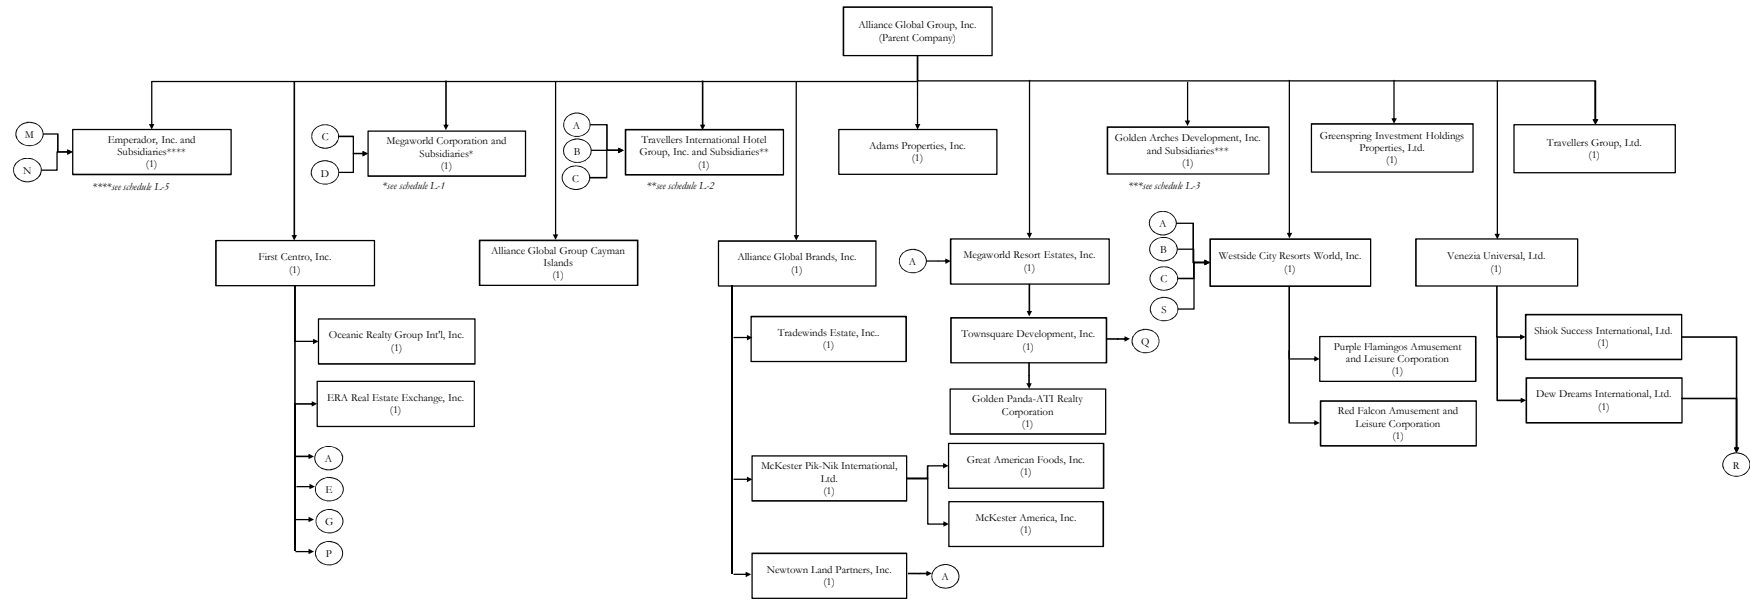 Alliance Global Group, Inc.
(Parent Company)
M
N
Emperador, Inc. and
Subsidiaries****
(1)
****see schedule L-5
C
D
Megaworld Corporation and
Subsidiaries*
(1)
*see schedule L-1
A
B
C
Travellers International Hotel
Group, Inc. and Subsidiaries**
(1)
**see schedule L-2
Adams Properties, Inc.
(1)
Golden Arches Development, Inc.
and Subsidiaries***
(1)
***see schedule L-3
Greenspring Investment Holdings
Properties, Ltd.
(1)
Travellers Group, Ltd.
(1)
First Centro, Inc.
(1)
Alliance Global Group Cayman
Islands
(1)
Alliance Global Brands, Inc.
(1)
A
Megaworld Resort Estates, Inc.
(1)
A
B
C
S
Westside City Resorts World, Inc.
(1)
Venezia Universal, Ltd.
(1)
Oceanic Realty Group Int'l, Inc.
(1)
ERA Real Estate Exchange, Inc.
(1)
A
E
G
P
Tradewinds Estate, Inc..
(1)
Townsquare Development, Inc.
(1)
Q
Golden Panda-ATI Realty
Corporation
(1)
McKester Pik-Nik International,
Ltd.
(1)
Great American Foods, Inc.
(1)
McKester America, Inc.
(1)
Newtown Land Partners, Inc.
(1)
A
Purple Flamingos Amusement
and Leisure Corporation
(1)
Red Falcon Amusement and
Leisure Corporation
(1)
Shiok Success International, Ltd.
(1)
Dew Dreams International, Ltd.
(1)
R